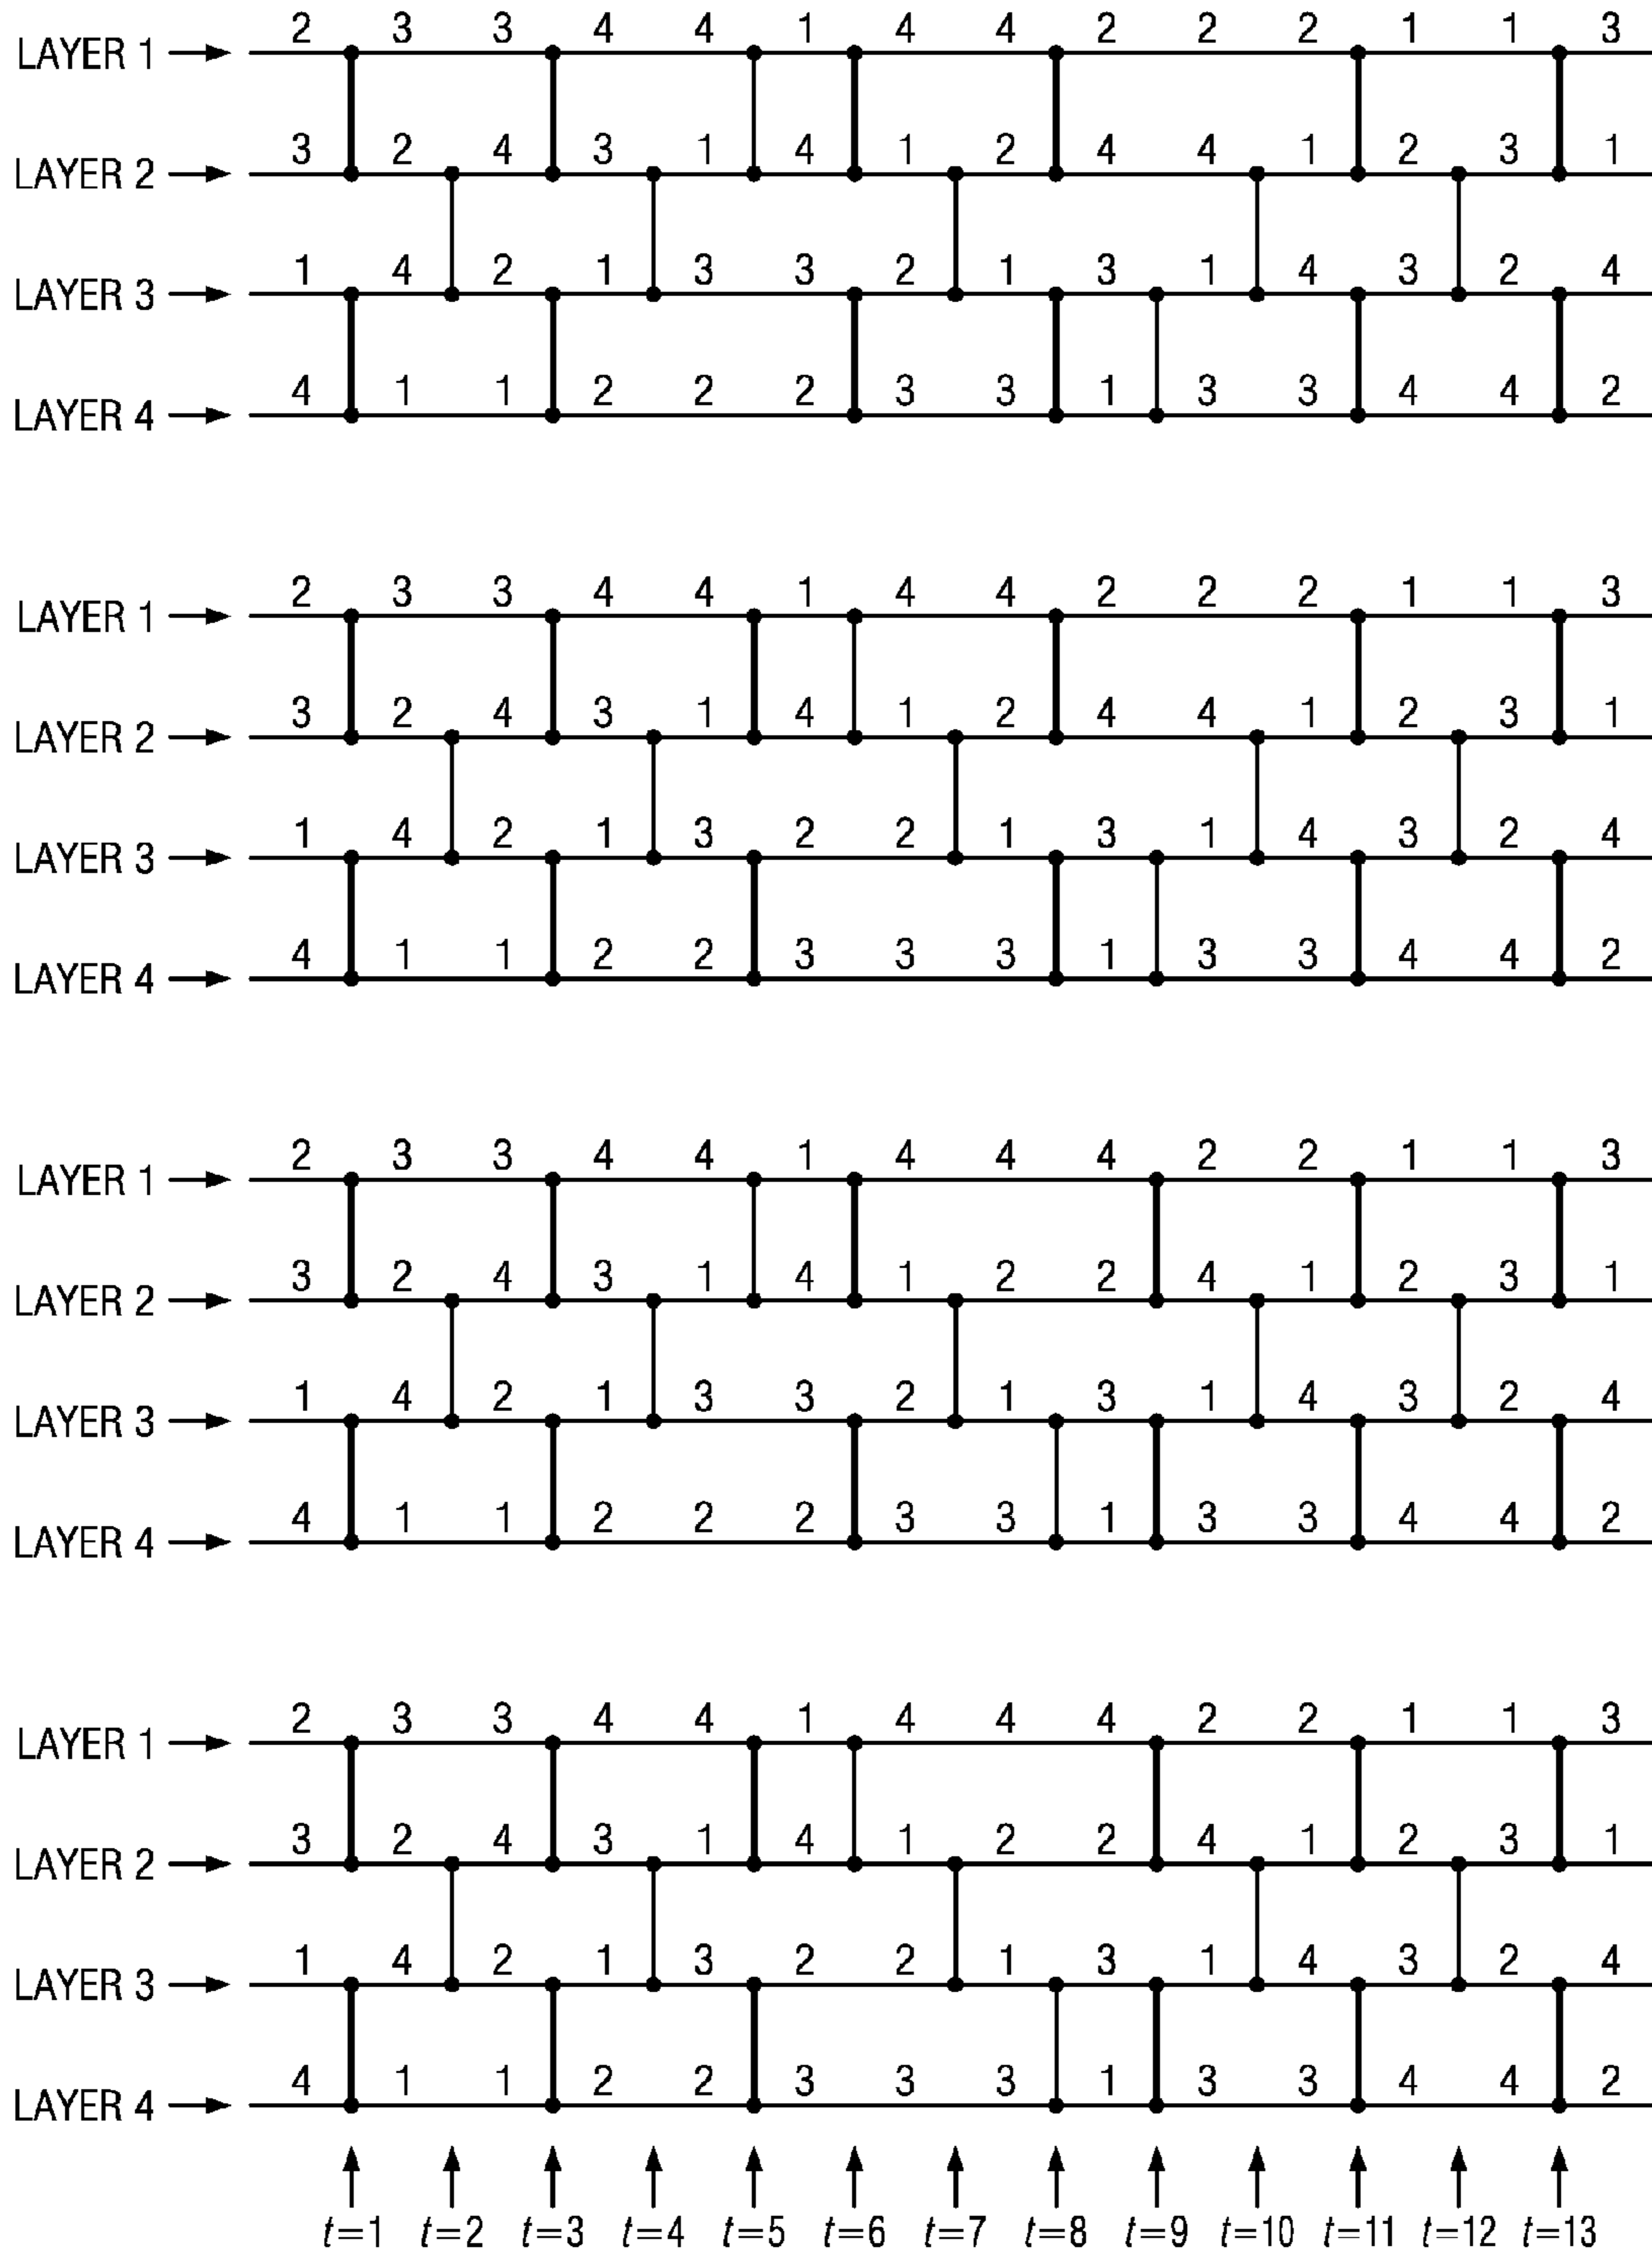 2 3 3 4 4 1 4 4 2 2 2 1 1 3
LAYER 1
3 2 4 3 1 4 1 2 4 4 1 2 3 1
LAYER 2
1 4 2 1 3 3 2 1 3 1 4 3 2 4
LAYER 3
4 1 1 2 2 2 3 3 1 3 3 4 4 2
LAYER 4
2 3 3 4 4 1 4 4 2 2 2 1 1 3
LAYER 1
3 2 4 3 1 4 1 2 4 4 1 2 3 1
LAYER 2
1 4 2 1 3 2 2 1 3 1 4 3 2 4
LAYER 3
4 1 1 2 2 3 3 3 1 3 3 4 4 2
LAYER 4
2 3 3 4 4 1 4 4 4 2 2 1 1 3
LAYER 1
3 2 4 3 1 4 1 2 2 4 1 2 3 1
LAYER 2
1 4 2 1 3 3 2 1 3 1 4 3 2 4
LAYER 3
4 1 1 2 2 2 3 3 1 3 3 4 4 2
LAYER 4
2 3 3 4 4 1 4 4 4 2 2 1 1 3
LAYER 1
3 2 4 3 1 4 1 2 2 4 1 2 3 1
LAYER 2
1 4 2 1 3 2 2 1 3 1 4 3 2 4
LAYER 3
4 1 1 2 2 3 3 3 1 3 3 4 4 2
LAYER 4
t=1 t=2 t=3 t=4 t=5 t=6 t=7 t=8 t=9 t=10 t=11 t=12 t=13